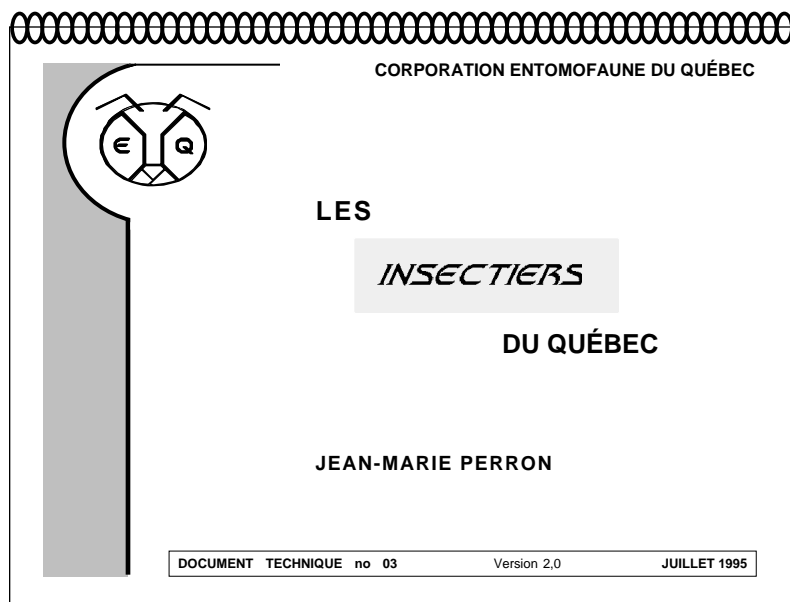 CORPORATION ENTOMOFAUNE DU QUÉBEC
E Q
LES
INSECTIERS
DU QUÉBEC
JEAN-MARIE PERRON
DOCUMENT TECHNIQUE no 03 Version 2,0 JUILLET 1995